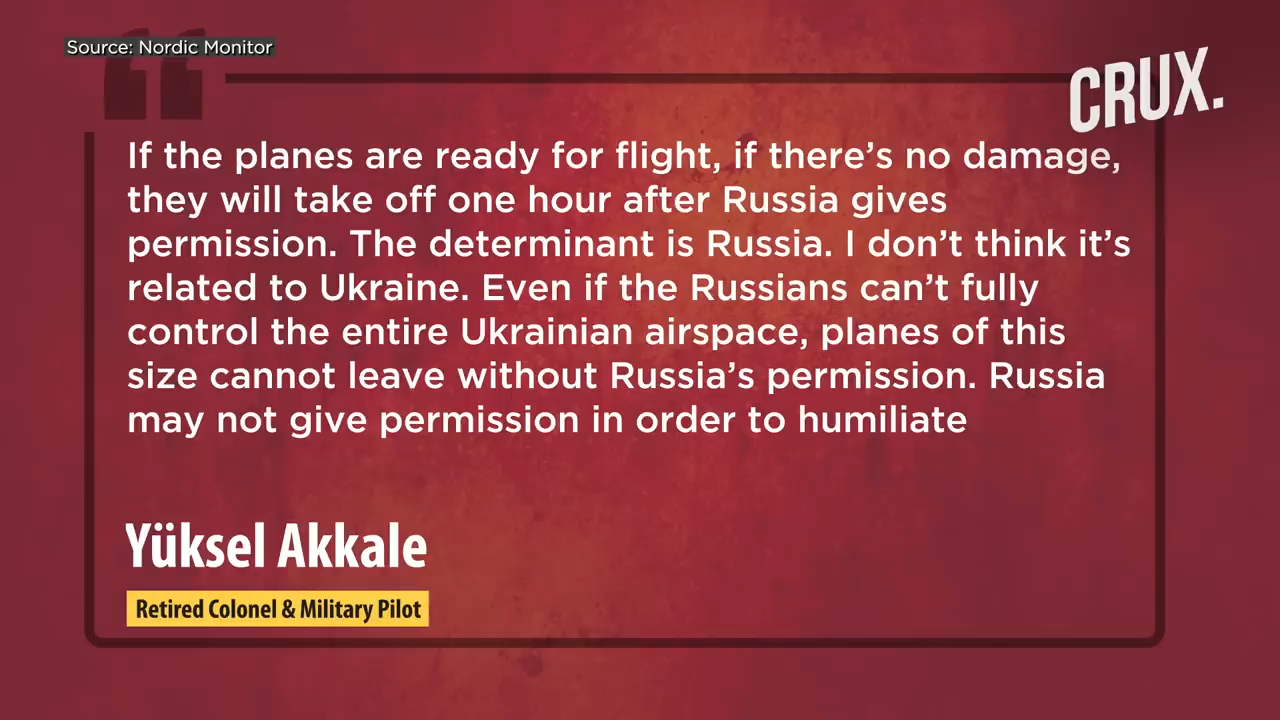 Source: Nordic Monitor
CRUX.
If the planes are ready for flight, if there's no damage,
they will take off one hour after Russia gives
permission. The determinant is Russia. I don't think it's
related to Ukraine. Even if the Russians can't fully
control the entire Ukrainian airspace, planes of this
size cannot leave without Russia's permission. Russia
may not give permission in order to humiliate
Yüksel Akkale
Retired Colonel & Military Pilot